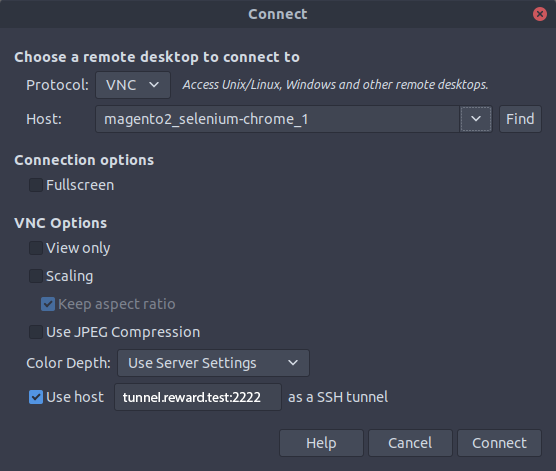 Connect
Choose a remote desktop to connect to
Protocol: VNC Access Unix/Linux, Windows and other remote desktops.
Host: magento2_selenium-chrome_1 Find
Connection options
Fullscreen
VNC Options
View only
Scaling
Keep aspect ratio
Use JPEG Compression
Color Depth: Use Server Settings
Use host tunnel.reward.test:2222 as a SSH tunnel
Help Cancel Connect